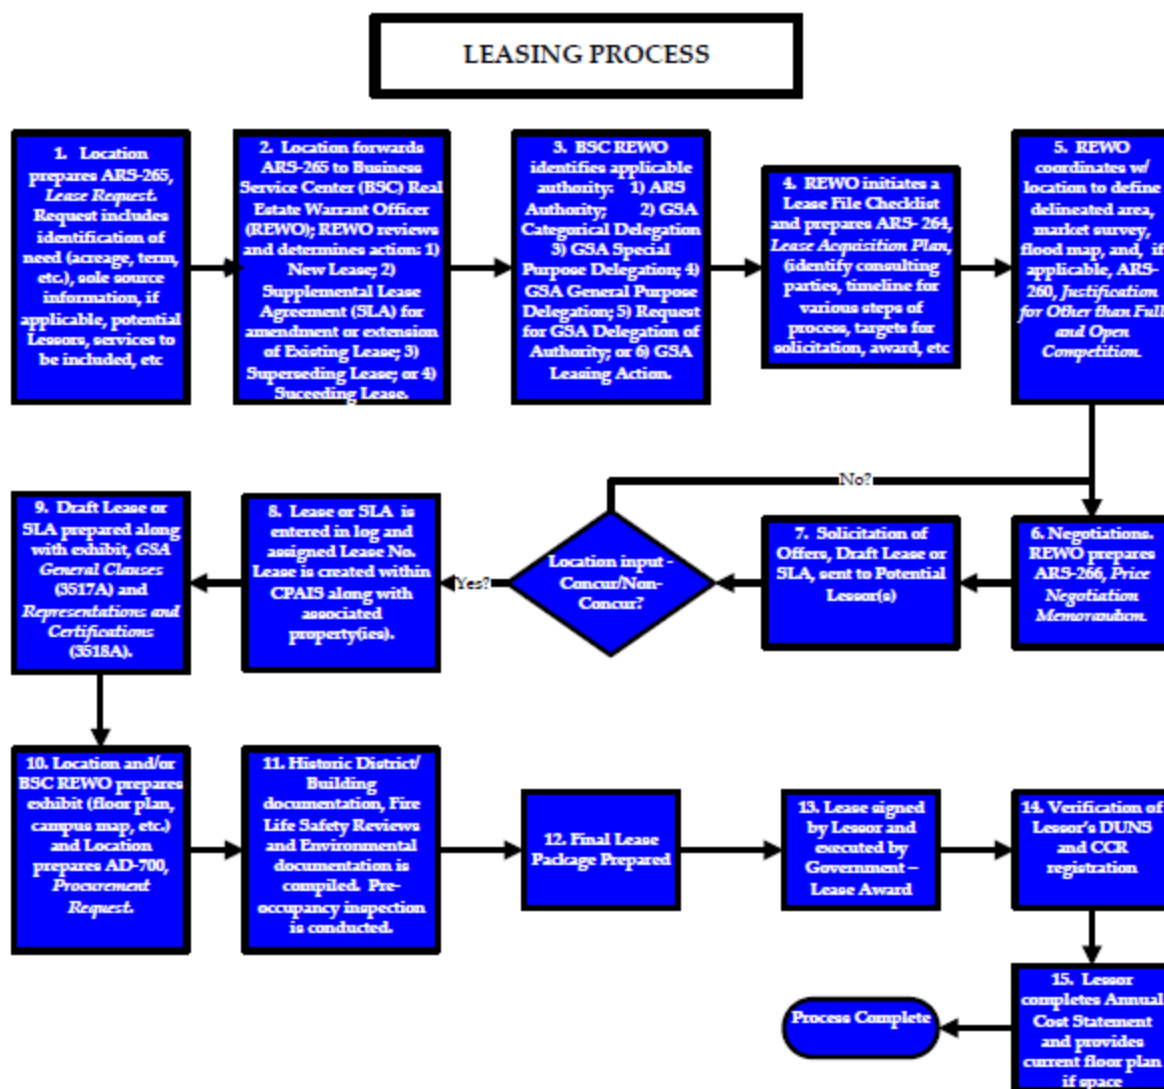 LEASING PROCESS
1. Location
prepares ARS-265,
Lease Request.
Request includes
identification of
need (acreage, term,
etc.), sole source
information, if
applicable, potential
Lessors, services to
be included, etc
2. Location forwards
ARS-265 to Business
Service Center (BSC) Real
Estate Warrant Officer
(REWO); REWO reviews
and determines action: 1)
New Lease; 2)
Supplemental Lease
Agreement (SLA) for
amendment or extension
of Existing Lease; 3)
Superseding Lease; or 4)
Suceeding Lease.
3. BSC REWO
identifies applicable
authority: 1) ARS
Authority; 2) GSA
Categorical Delegation
3) GSA Special
Purpose Delegation; 4)
GSA General Purpose
Delegation; 5) Request
for GSA Delegation of
Authority; or 6) GSA
Leasing Action.
4. REWO initiates a
Lease File Checklist
and prepares ARS- 264,
Lease Acquisition Plan,
(identify consulting
parties, timeline for
various steps of
process, targets for
solicitation, award, etc
5. REWO
coordinates w/
location to define
delineated area,
market survey,
flood map, and, if
applicable, ARS-
260, Justification
for Other than Full
and Open
Competition.
No?
6. Negotiations.
REWO prepares
ARS-266, Price
Negotiation
Memorandum.
7. Solicitation of
Offers, Draft Lease or
SLA, sent to Potential
Lessor(s)
Location input -
Concur/Non-
Concur?
Yes?
8. Lease or SLA is
entered in log and
assigned Lease No.
Lease is created within
CPAIS along with
associated
property(ies).
9. Draft Lease or
SLA prepared along
with exhibit, GSA
General Clauses
(3517A) and
Representations and
Certifications
(3518A).
10. Location and/or
BSC REWO prepares
exhibit (floor plan,
campus map, etc.)
and Location
prepares AD-700,
Procurement
Request.
11. Historic District/
Building
documentation, Fire
Life Safety Reviews
and Environmental
documentation is
compiled. Pre-
occupancy inspection
is conducted.
12. Final Lease
Package Prepared
13. Lease signed
by Lessor and
executed by
Government –
Lease Award
14. Verification of
Lessor's DUNS
and CCR
registration
15. Lessor
completes Annual
Cost Statement
and provides
current floor plan
if space
Process Complete